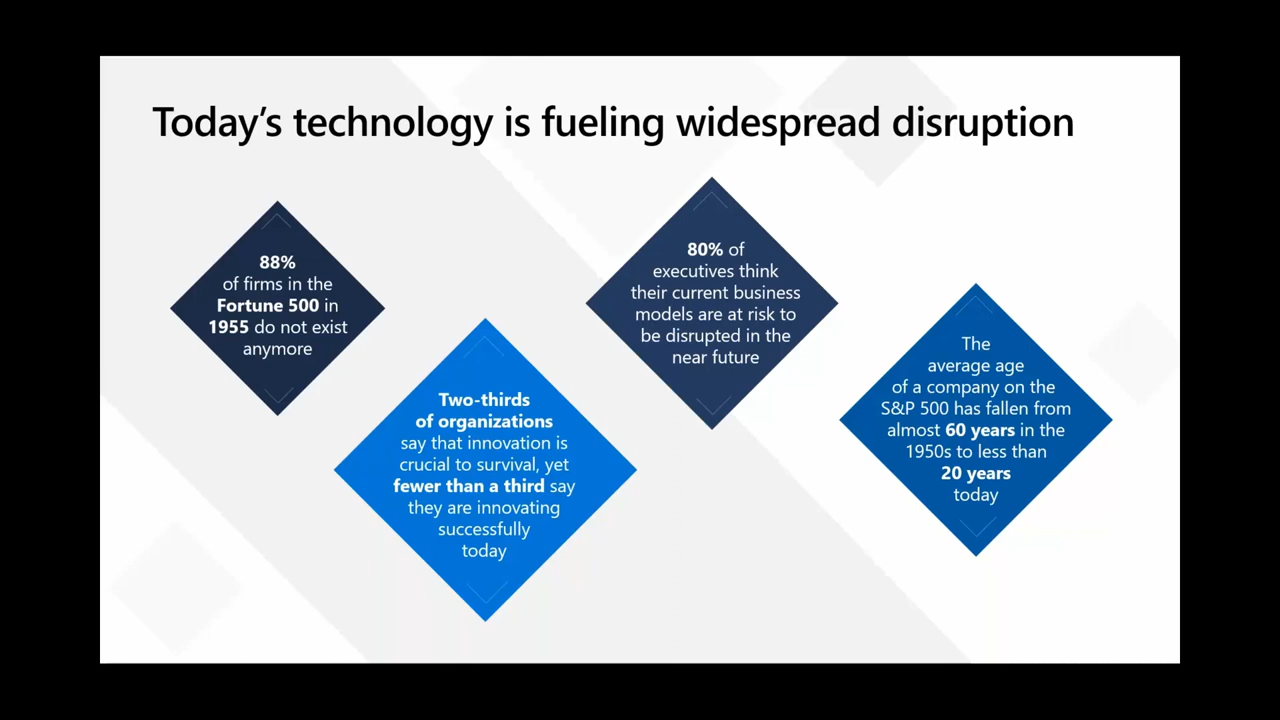 Today's technology is fueling widespread disruption
88%
of firms in the
Fortune 500 in
1955 do not exist
anymore
Two-thirds
of organizations
say that innovation is
crucial to survival, yet
fewer than a third say
they are innovating
successfully
today
80% of
executives think
their current business
models are at risk to
be disrupted in the
near future
The
average age
of a company on the
S&P 500 has fallen from
almost 60 years in the
1950s to less than
20 years
today